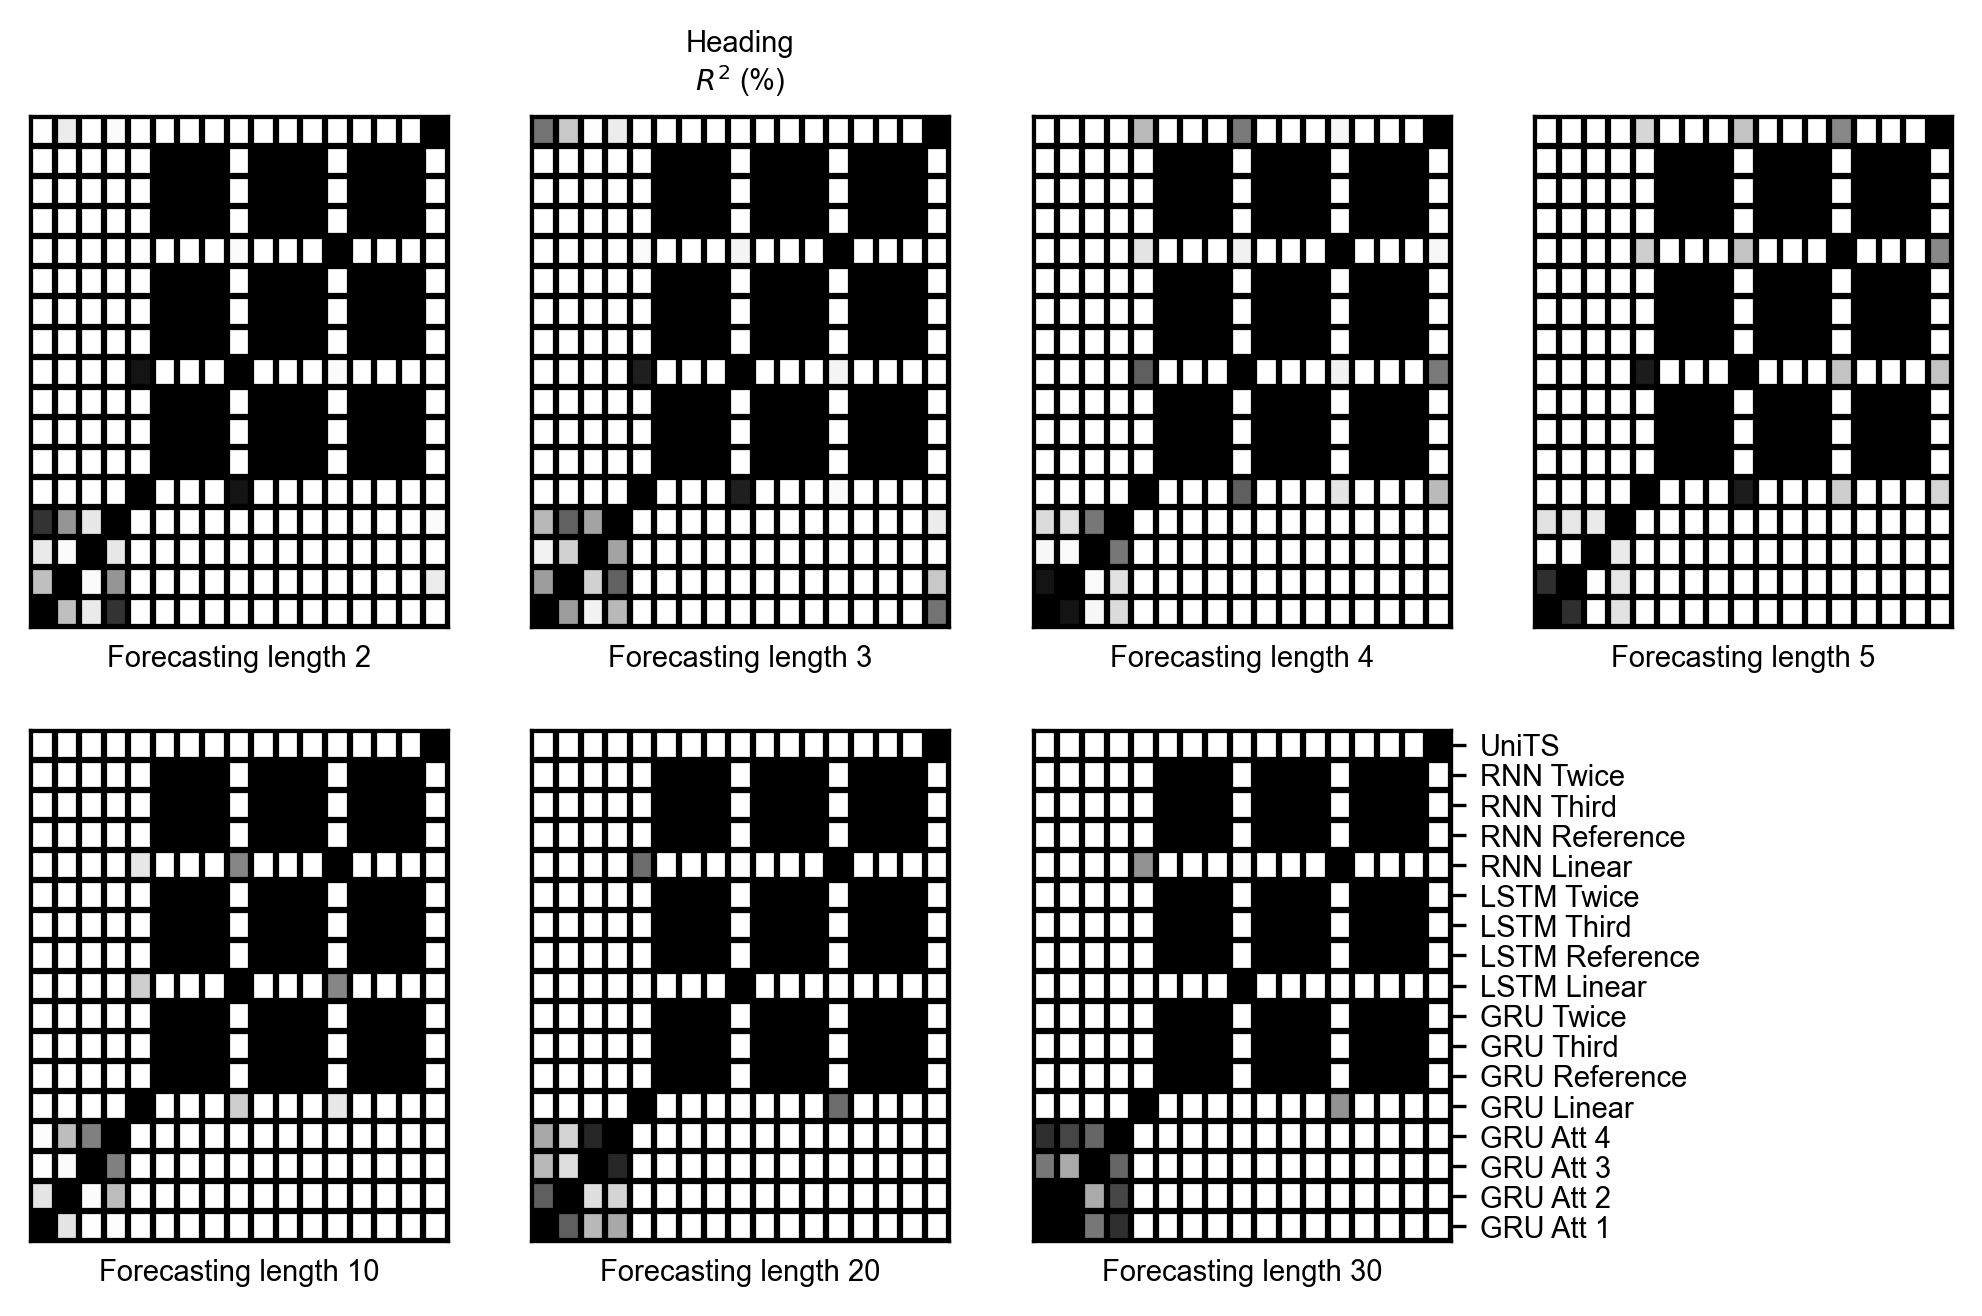 Heading
R² (%)
Forecasting length 2
Forecasting length 3
Forecasting length 4
Forecasting length 5
UniTS
RNN Twice
RNN Third
RNN Reference
RNN Linear
LSTM Twice
LSTM Third
LSTM Reference
LSTM Linear
GRU Twice
GRU Third
GRU Reference
GRU Linear
GRU Att 4
GRU Att 3
GRU Att 2
GRU Att 1
Forecasting length 10
Forecasting length 20
Forecasting length 30